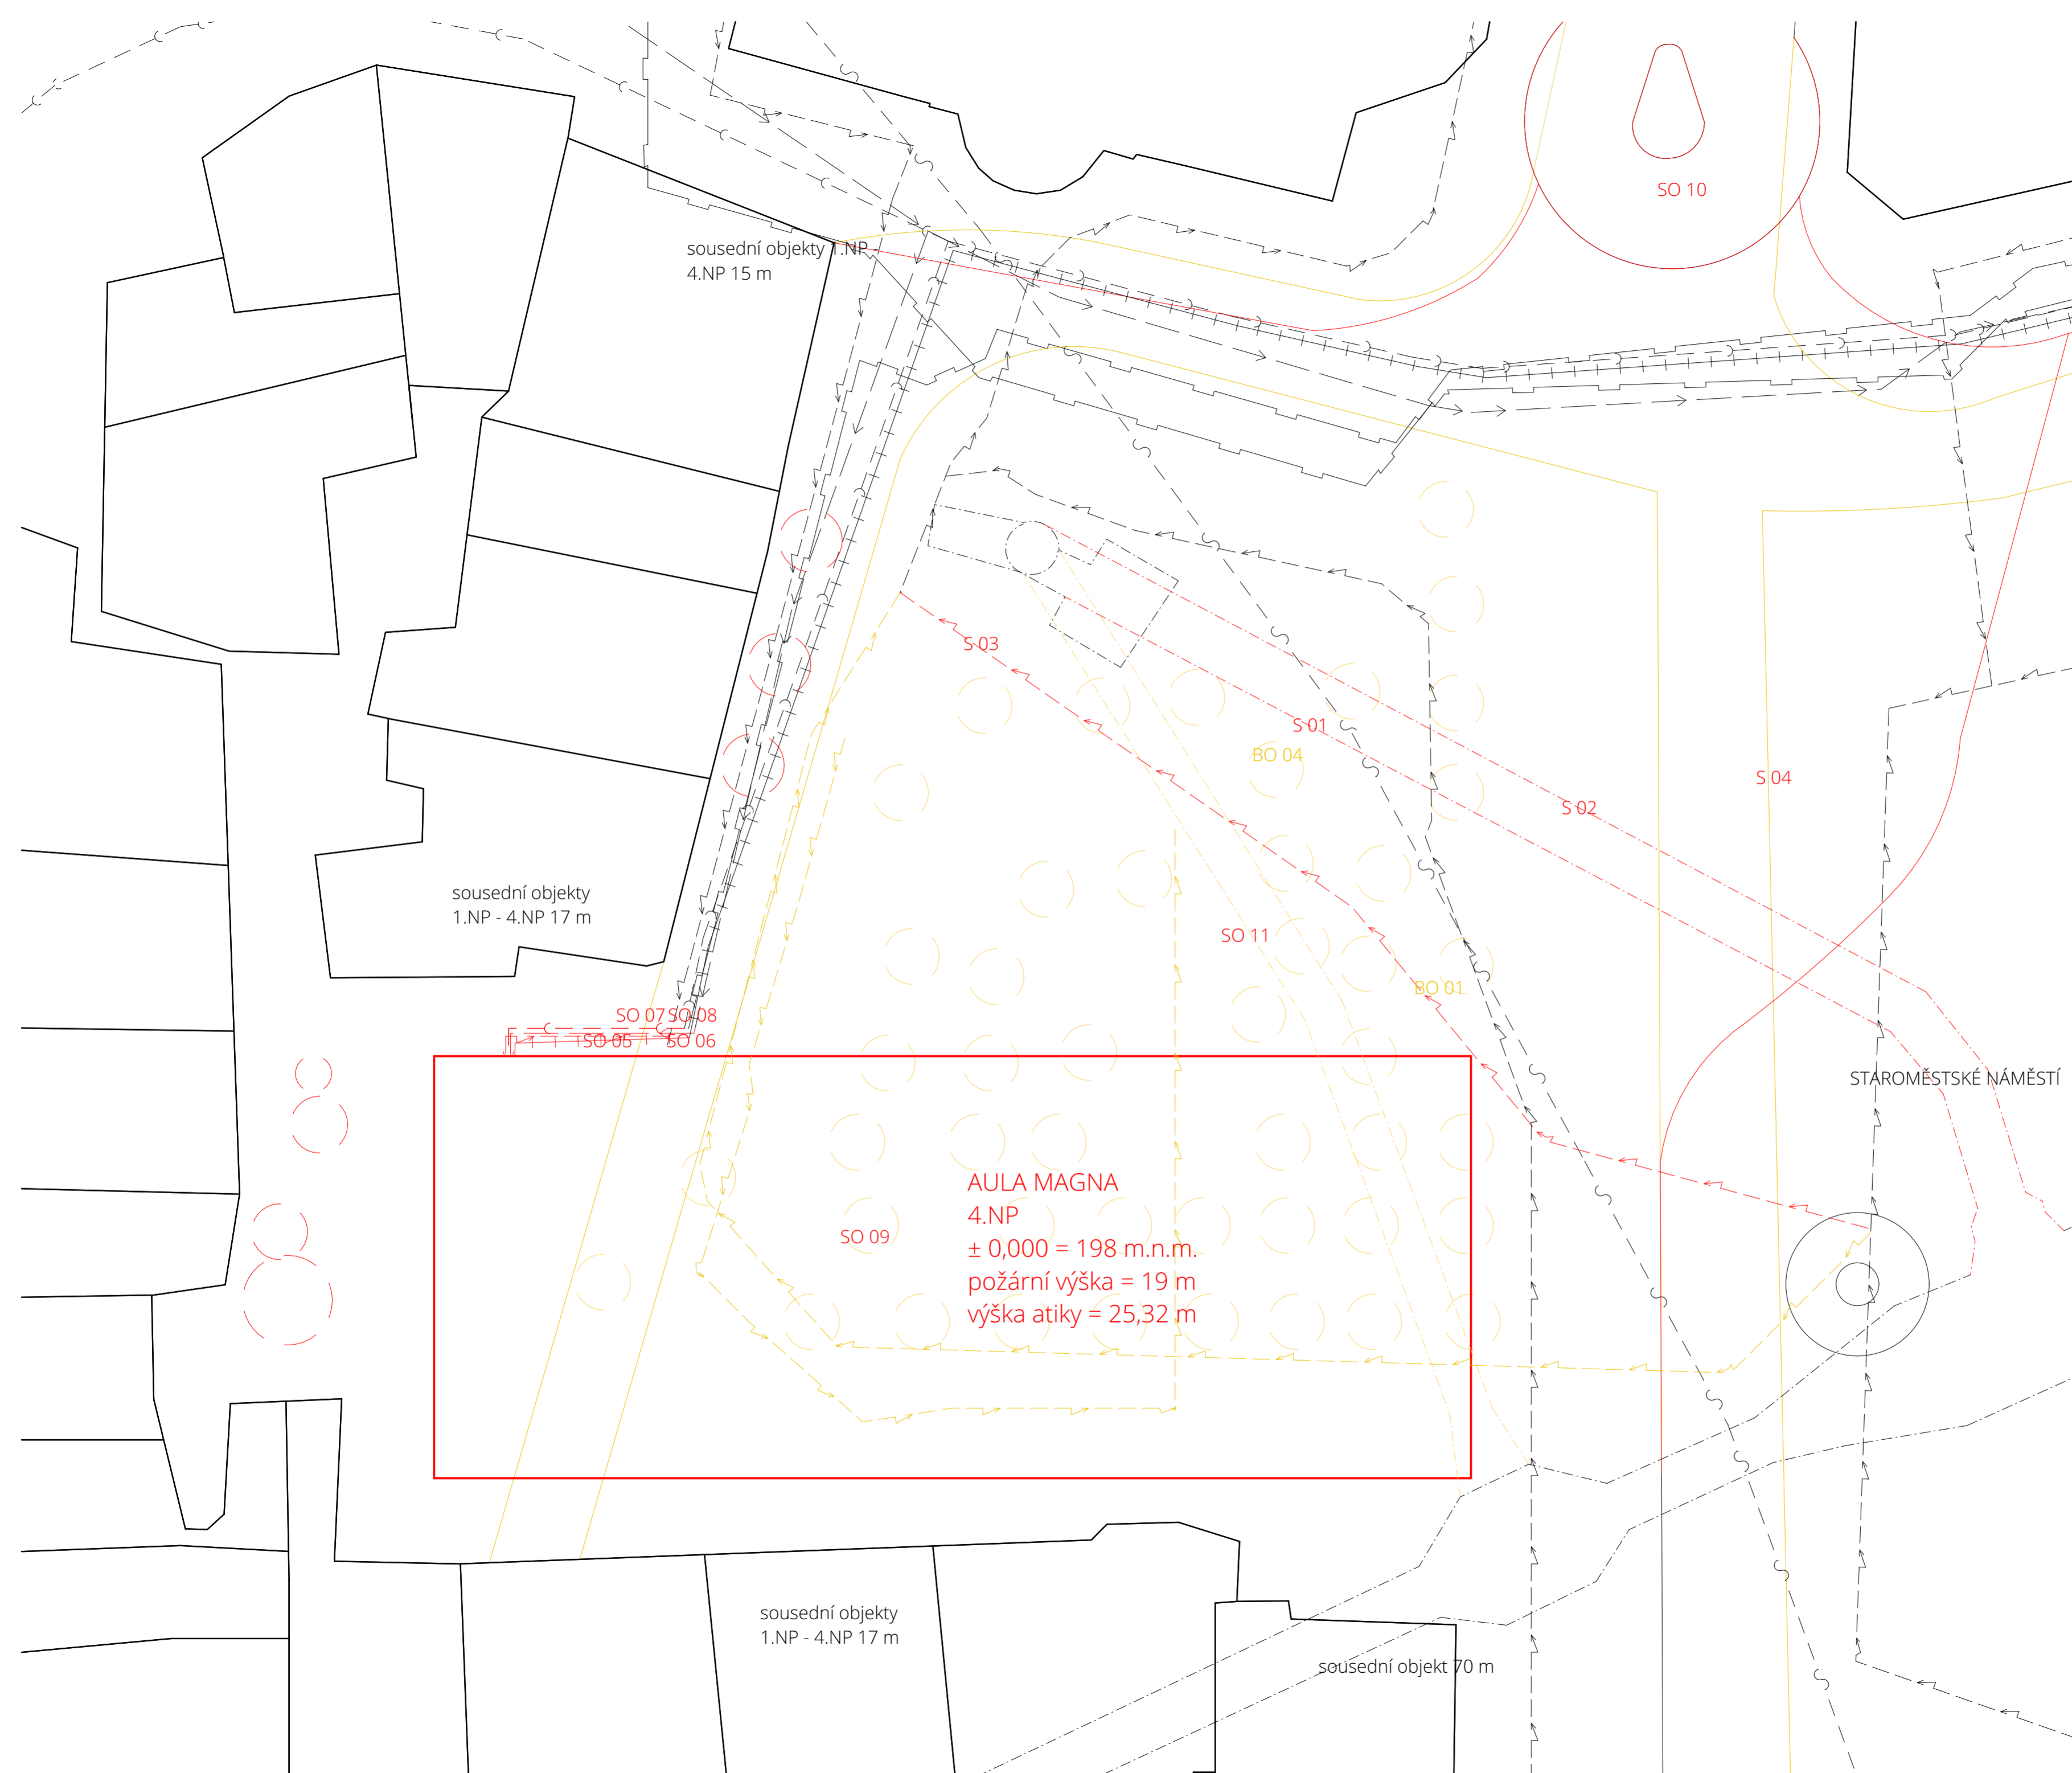 SO 10
sousední objekty 1.NP -
4.NP 15 m
S 03
S 01
BO 04
S 04
S 02
sousední objekty
1.NP - 4.NP 17 m
SO 11
BO 01
SO 07 SO 08
SO 05 SO 06
STAROMĚSTSKÉ NÁMĚSTÍ
AULA MAGNA
4.NP
± 0,000 = 198 m.n.m.
požární výška = 19 m
výška atiky = 25,32 m
SO 09
sousední objekty
1.NP - 4.NP 17 m
sousední objekt 70 m